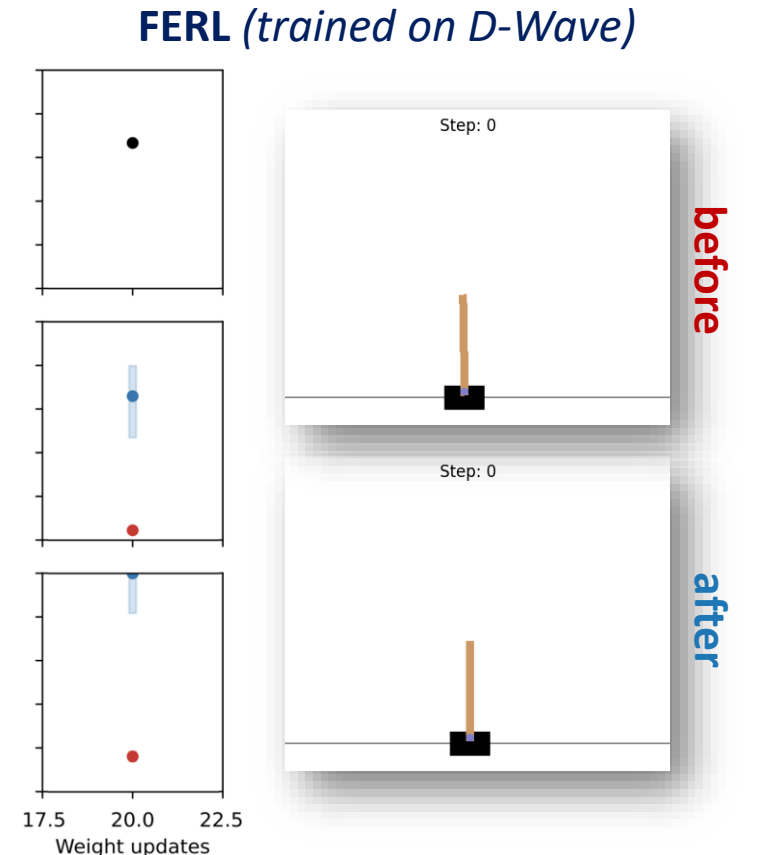 FERL (trained on D-Wave)
Step: 0
before
Step: 0
after
17.5 20.0 22.5
Weight updates